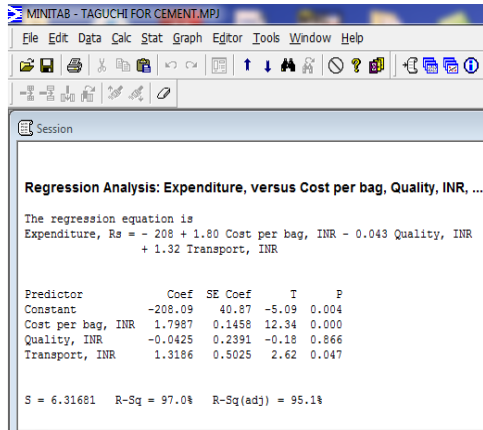 MINITAB - TAGUCHI FOR CEMENT.MPJ
File Edit Data Calc Stat Graph Editor Tools Window Help
Session
Regression Analysis: Expenditure, versus Cost per bag, Quality, INR, ...
The regression equation is
Expenditure, Rs = - 208 + 1.80 Cost per bag, INR - 0.043 Quality, INR
+ 1.32 Transport, INR
Predictor Coef SE Coef T P
Constant -208.09 40.87 -5.09 0.004
Cost per bag, INR 1.7987 0.1458 12.34 0.000
Quality, INR -0.0425 0.2391 -0.18 0.866
Transport, INR 1.3186 0.5025 2.62 0.047
S = 6.31681 R-Sq = 97.0% R-Sq(adj) = 95.1%